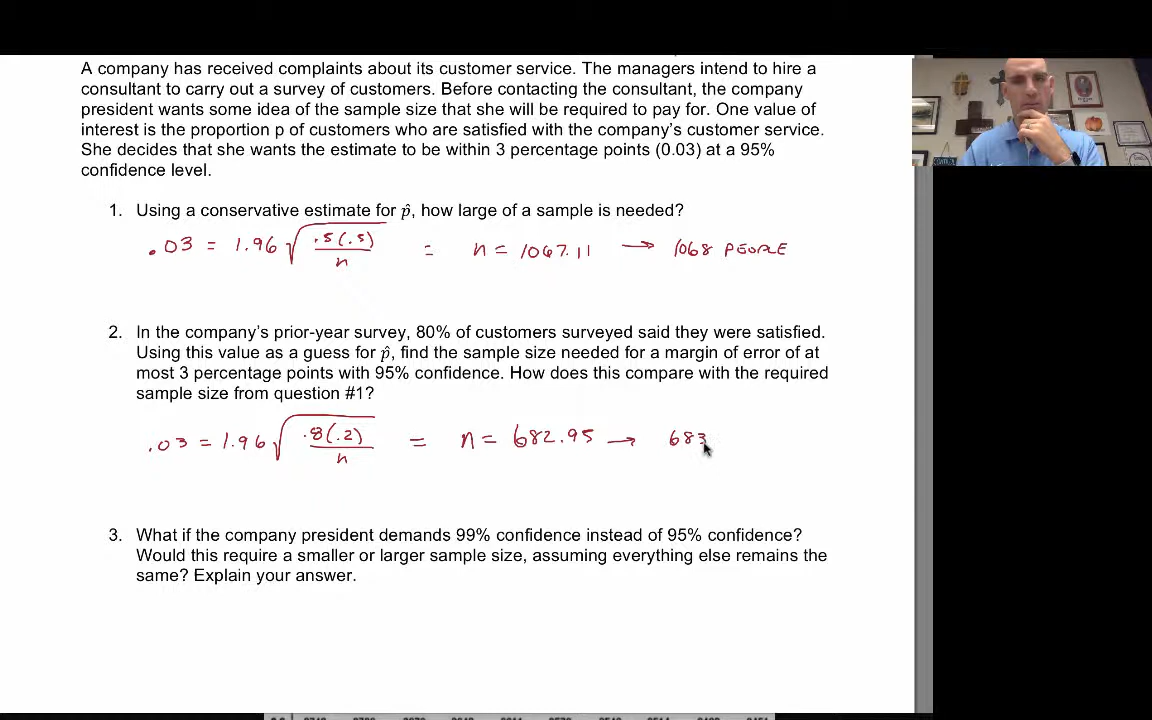 A company has received complaints about its customer service. The managers intend to hire a
consultant to carry out a survey of customers. Before contacting the consultant, the company
president wants some idea of the sample size that she will be required to pay for. One value of
interest is the proportion p of customers who are satisfied with the company's customer service.
She decides that she wants the estimate to be within 3 percentage points (0.03) at a 95%
confidence level.
1. Using a conservative estimate for p̂, how large of a sample is needed?
.03 = 1.96 √(.5(.5)/n) = n = 1067.11 → 1068 PEOPLE
2. In the company's prior-year survey, 80% of customers surveyed said they were satisfied.
Using this value as a guess for p̂, find the sample size needed for a margin of error of at
most 3 percentage points with 95% confidence. How does this compare with the required
sample size from question #1?
.03 = 1.96 √(.8(.2)/n) = n = 682.95 → 683
3. What if the company president demands 99% confidence instead of 95% confidence?
Would this require a smaller or larger sample size, assuming everything else remains the
same? Explain your answer.